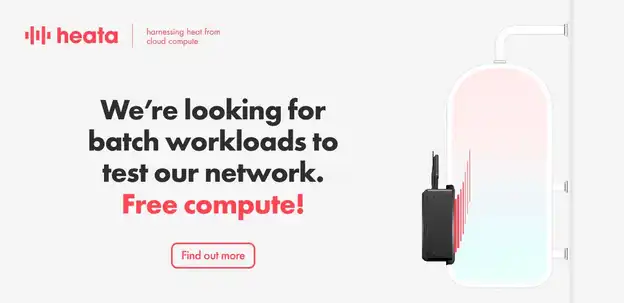 heata
harnessing heat from
cloud compute
We're looking for
batch workloads to
test our network.
Free compute!
Find out more